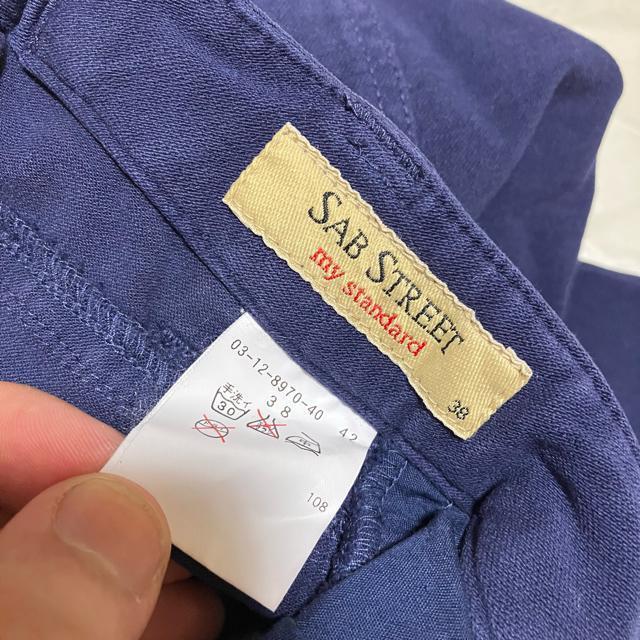 SAB STREET
my standard
38
03-12-8970-40
38 42
手洗イ
30
108